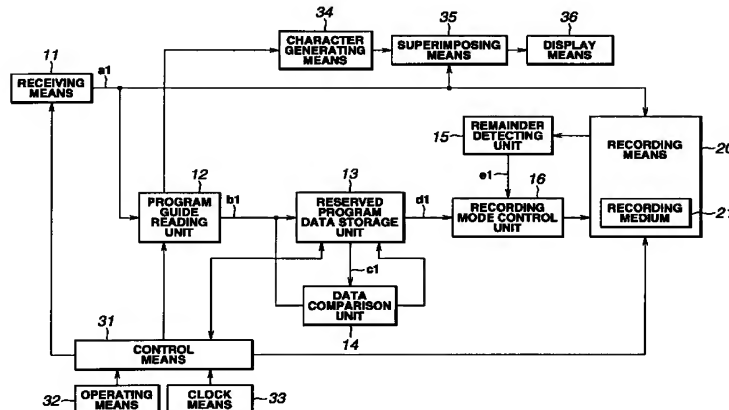 34
35
36
CHARACTER
GENERATING
MEANS
SUPERIMPOSING
MEANS
DISPLAY
MEANS
11
a1
RECEIVING
MEANS
15
REMAINDER
DETECTING
UNIT
RECORDING
MEANS
20
12
13
e1
16
PROGRAM
GUIDE
READING
UNIT
b1
RESERVED
PROGRAM
DATA STORAGE
UNIT
d1
RECORDING
MODE CONTROL
UNIT
RECORDING
MEDIUM
21
c1
DATA
COMPARISON
UNIT
14
31
CONTROL
MEANS
32
OPERATING
MEANS
CLOCK
MEANS
33